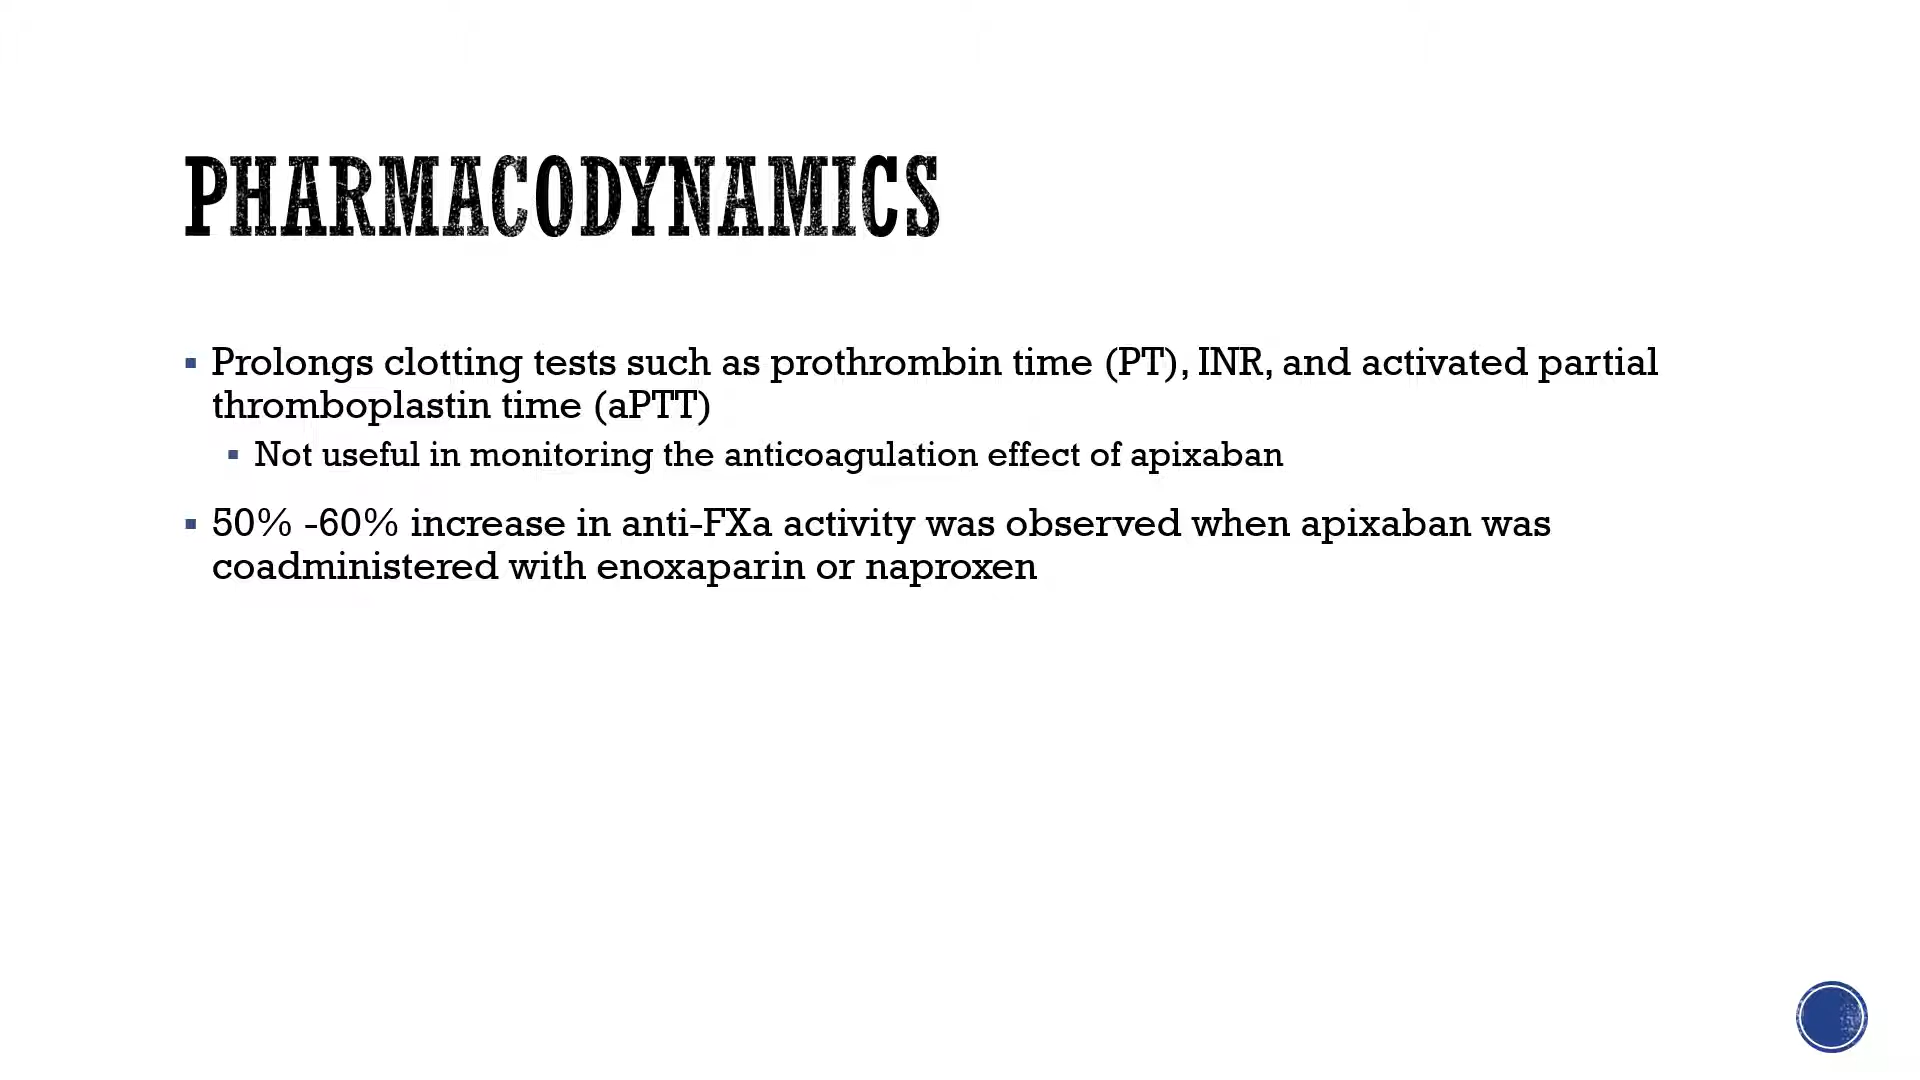 PHARMACODYNAMICS
▪ Prolongs clotting tests such as prothrombin time (PT), INR, and activated partial
thromboplastin time (aPTT)
▪ Not useful in monitoring the anticoagulation effect of apixaban
▪ 50% -60% increase in anti-FXa activity was observed when apixaban was
coadministered with enoxaparin or naproxen